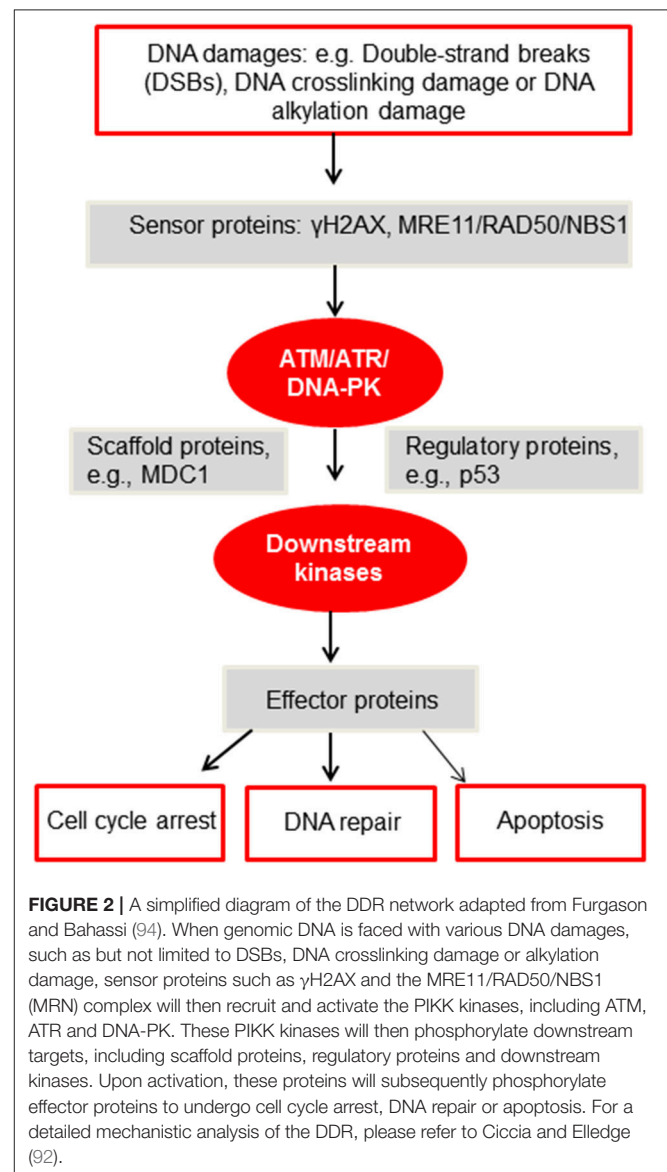 DNA damages: e.g. Double-strand breaks
(DSBs), DNA crosslinking damage or DNA
alkylation damage
Sensor proteins: γH2AX, MRE11/RAD50/NBS1
ATM/ATR/
DNA-PK
Scaffold proteins,
e.g., MDC1
Regulatory proteins,
e.g., p53
Downstream
kinases
Effector proteins
Cell cycle arrest
DNA repair
Apoptosis
FIGURE 2 | A simplified diagram of the DDR network adapted from Furgason
and Bahassi (94). When genomic DNA is faced with various DNA damages,
such as but not limited to DSBs, DNA crosslinking damage or alkylation
damage, sensor proteins such as γH2AX and the MRE11/RAD50/NBS1
(MRN) complex will then recruit and activate the PIKK kinases, including ATM,
ATR and DNA-PK. These PIKK kinases will then phosphorylate downstream
targets, including scaffold proteins, regulatory proteins and downstream
kinases. Upon activation, these proteins will subsequently phosphorylate
effector proteins to undergo cell cycle arrest, DNA repair or apoptosis. For a
detailed mechanistic analysis of the DDR, please refer to Ciccia and Elledge
(92).